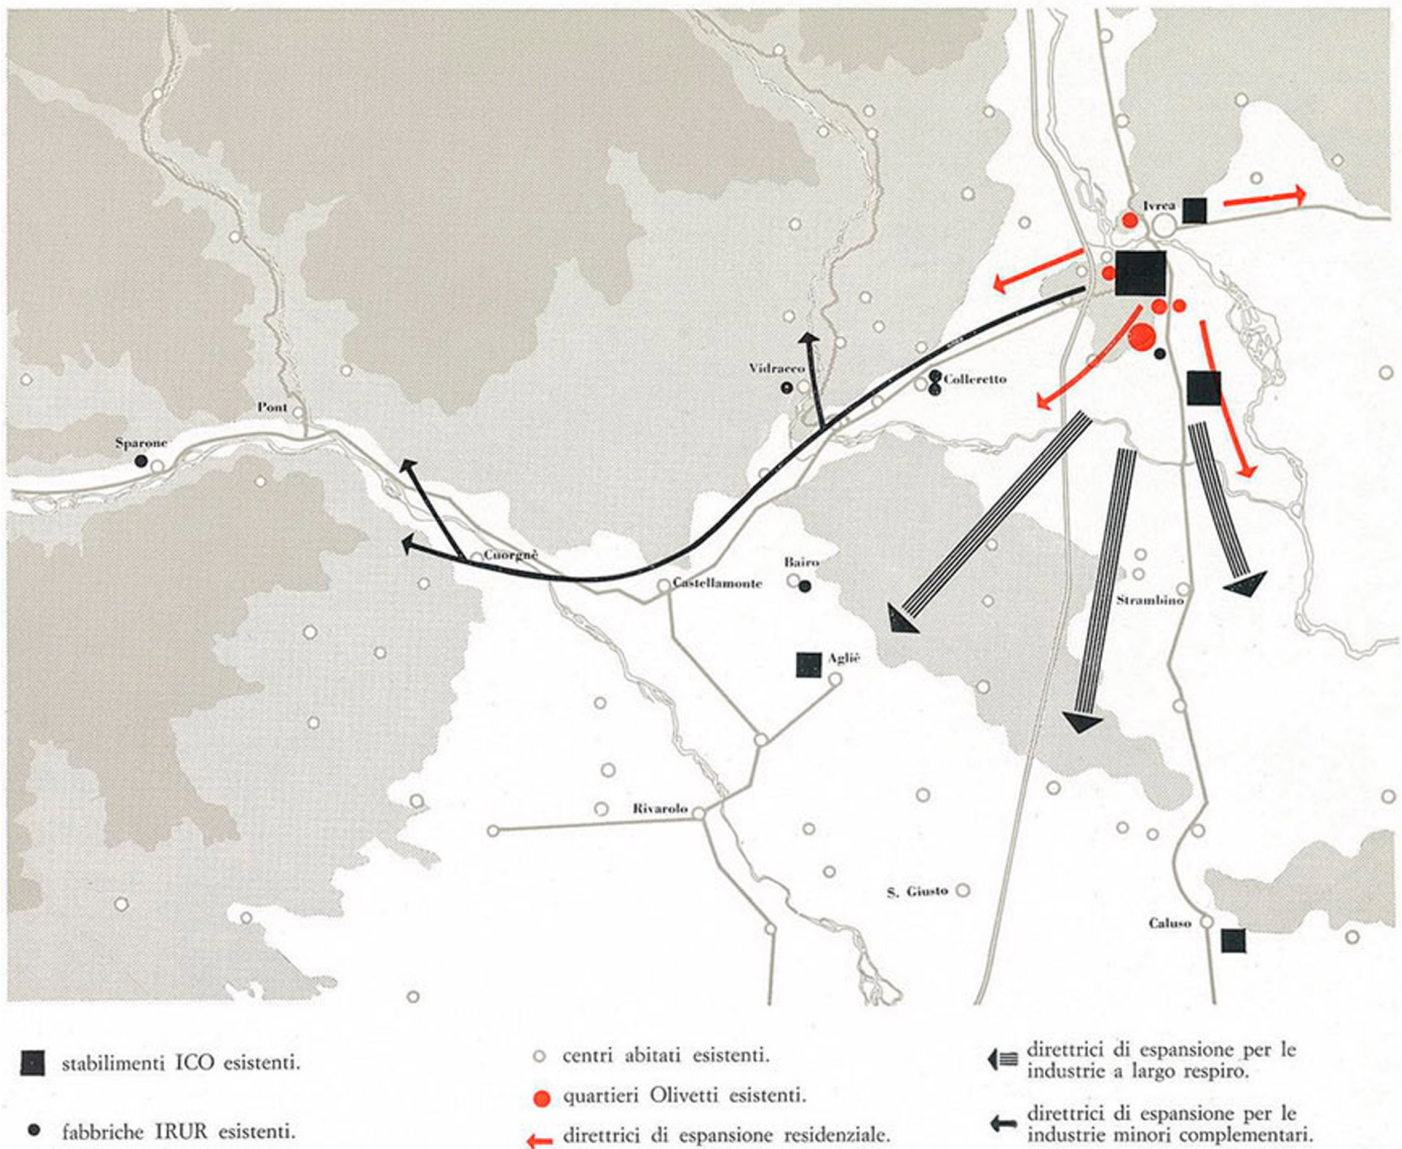 Ivrea
Vidracco
Colleretto
Pont
Sparone
Cuorgnè
Bairo
Castellamonte
Strambino
Agliè
Rivarolo
S. Giusto
Caluso
stabilimenti ICO esistenti.
fabbriche IRUR esistenti.
centri abitati esistenti.
quartieri Olivetti esistenti.
direttrici di espansione residenziale.
direttrici di espansione per le
industrie a largo respiro.
direttrici di espansione per le
industrie minori complementari.